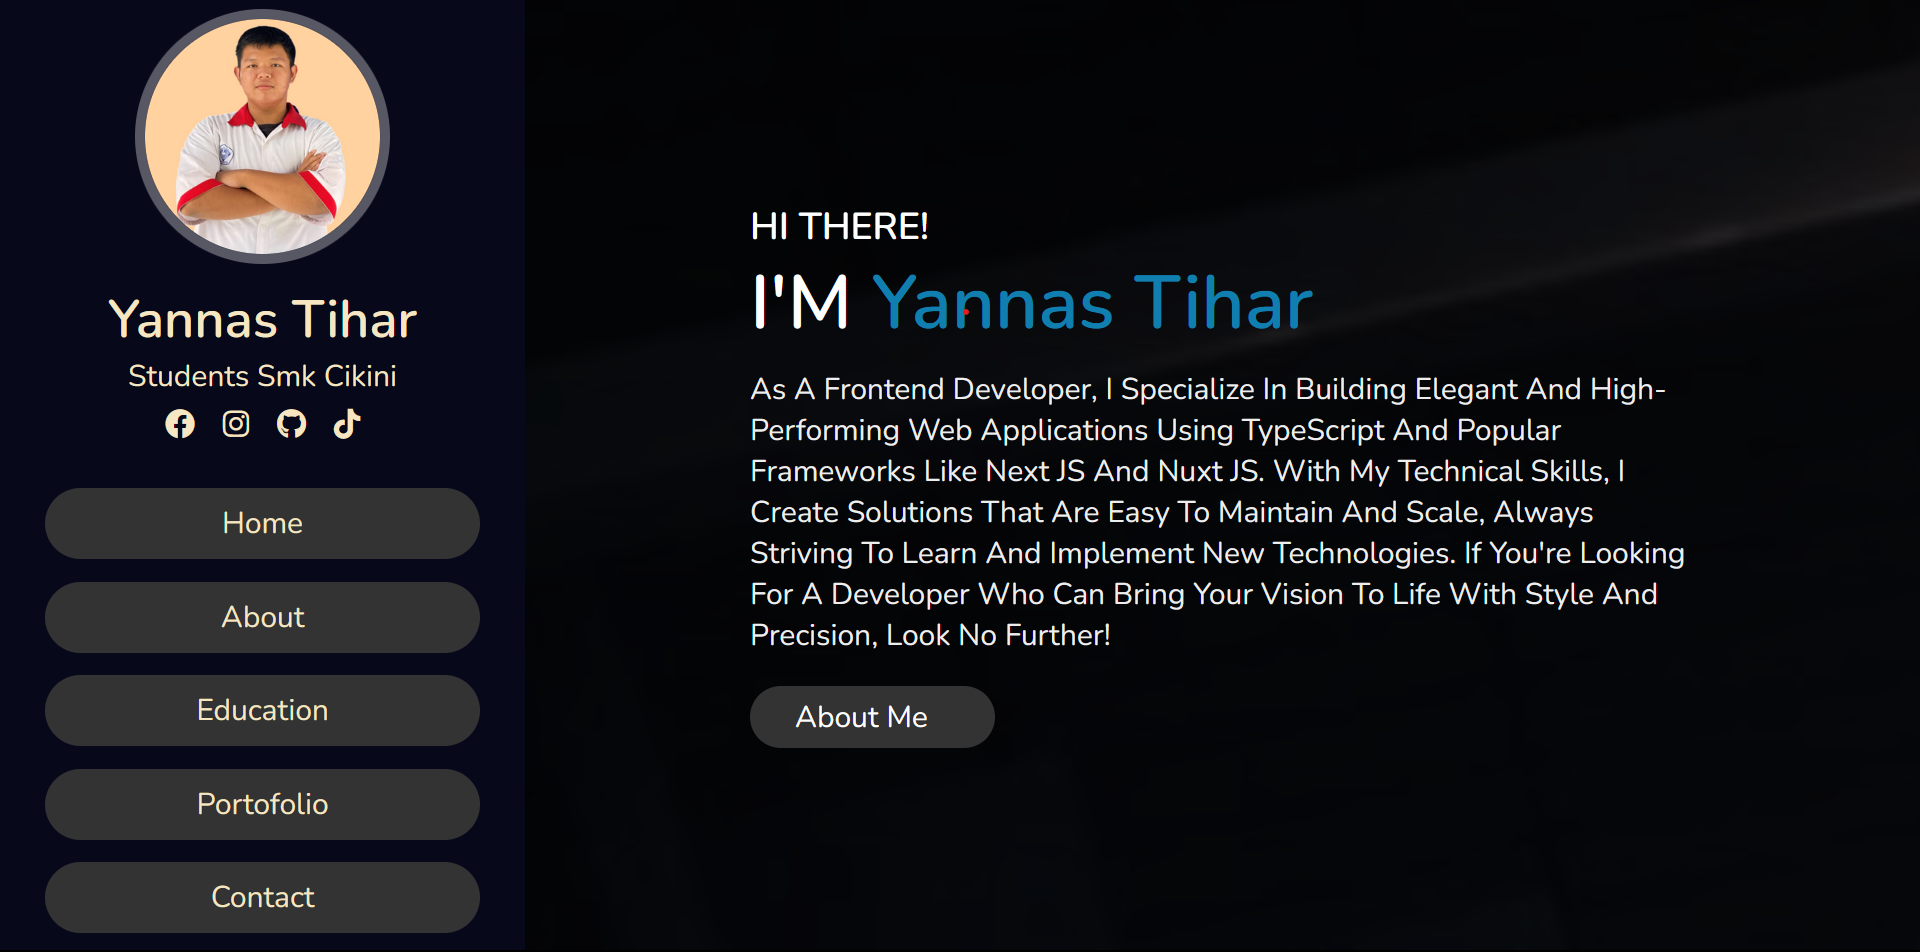 Yannas Tihar
Students Smk Cikini
Home
About
Education
Portofolio
Contact
HI THERE!
I'M Yannas Tihar
As A Frontend Developer, I Specialize In Building Elegant And High-
Performing Web Applications Using TypeScript And Popular
Frameworks Like Next JS And Nuxt JS. With My Technical Skills, I
Create Solutions That Are Easy To Maintain And Scale, Always
Striving To Learn And Implement New Technologies. If You're Looking
For A Developer Who Can Bring Your Vision To Life With Style And
Precision, Look No Further!
About Me